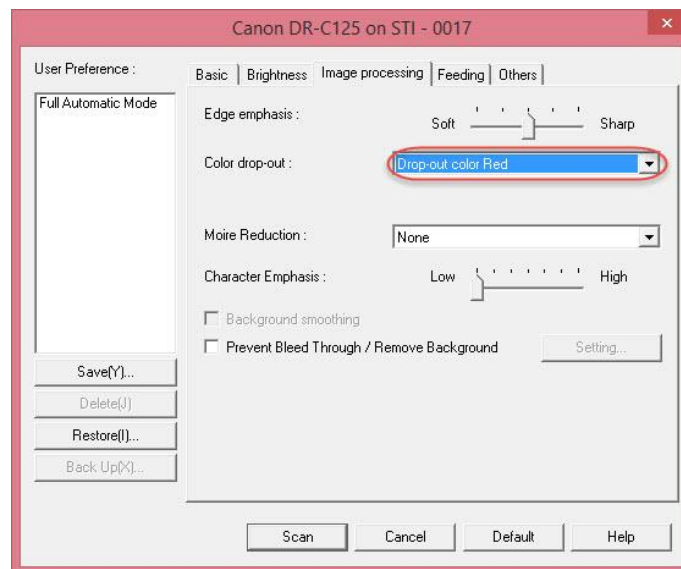 Canon DR-C125 on STI - 0017
User Preference :
Full Automatic Mode
Save(Y)...
Delete(J)
Restore(I)...
Back Up(X)...
Basic Brightness Image processing Feeding Others
Edge emphasis : Soft Sharp
Color drop-out : Drop-out color Red
Moire Reduction : None
Character Emphasis : Low High
Background smoothing
Prevent Bleed Through / Remove Background Setting...
Scan Cancel Default Help